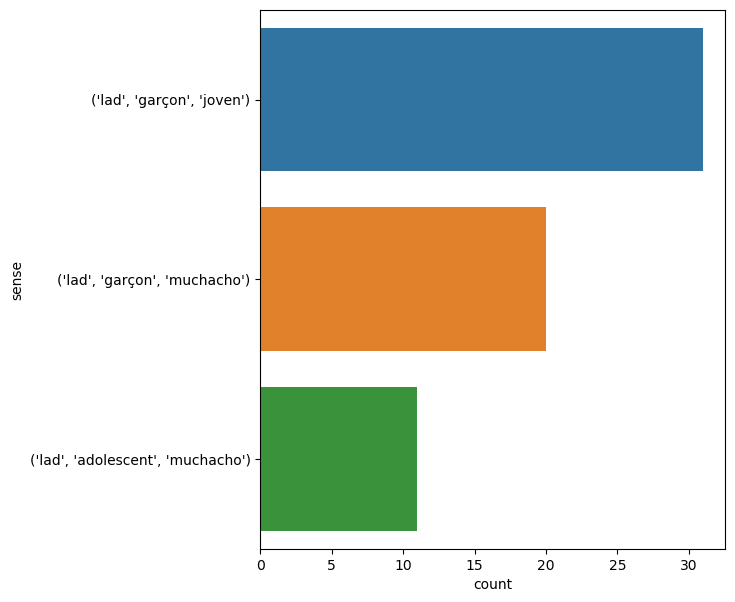 ('lad', 'garçon', 'joven')
('lad', 'garçon', 'muchacho')
('lad', 'adolescent', 'muchacho')
sense
0 5 10 15 20 25 30
count